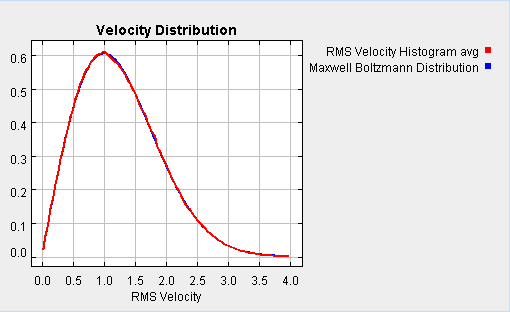 Velocity Distribution
RMS Velocity Histogram avg
Maxwell Boltzmann Distribution
0.6
0.5
0.4
0.3
0.2
0.1
0.0
0.0 0.5 1.0 1.5 2.0 2.5 3.0 3.5 4.0
RMS Velocity